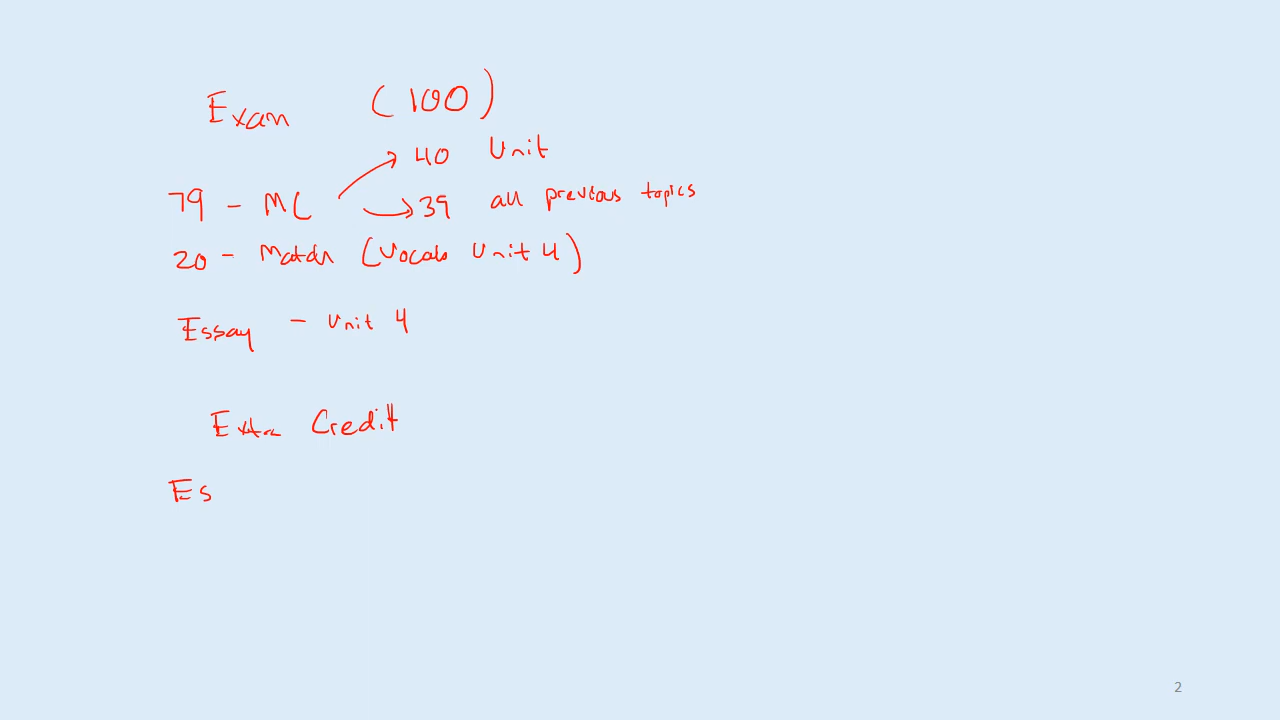 Exam (100)
40 Unit
79 - MC
39 all previous topics
20 - Match (Vocab Unit 4)
Essay - Unit 4
Extra Credit
Es
2